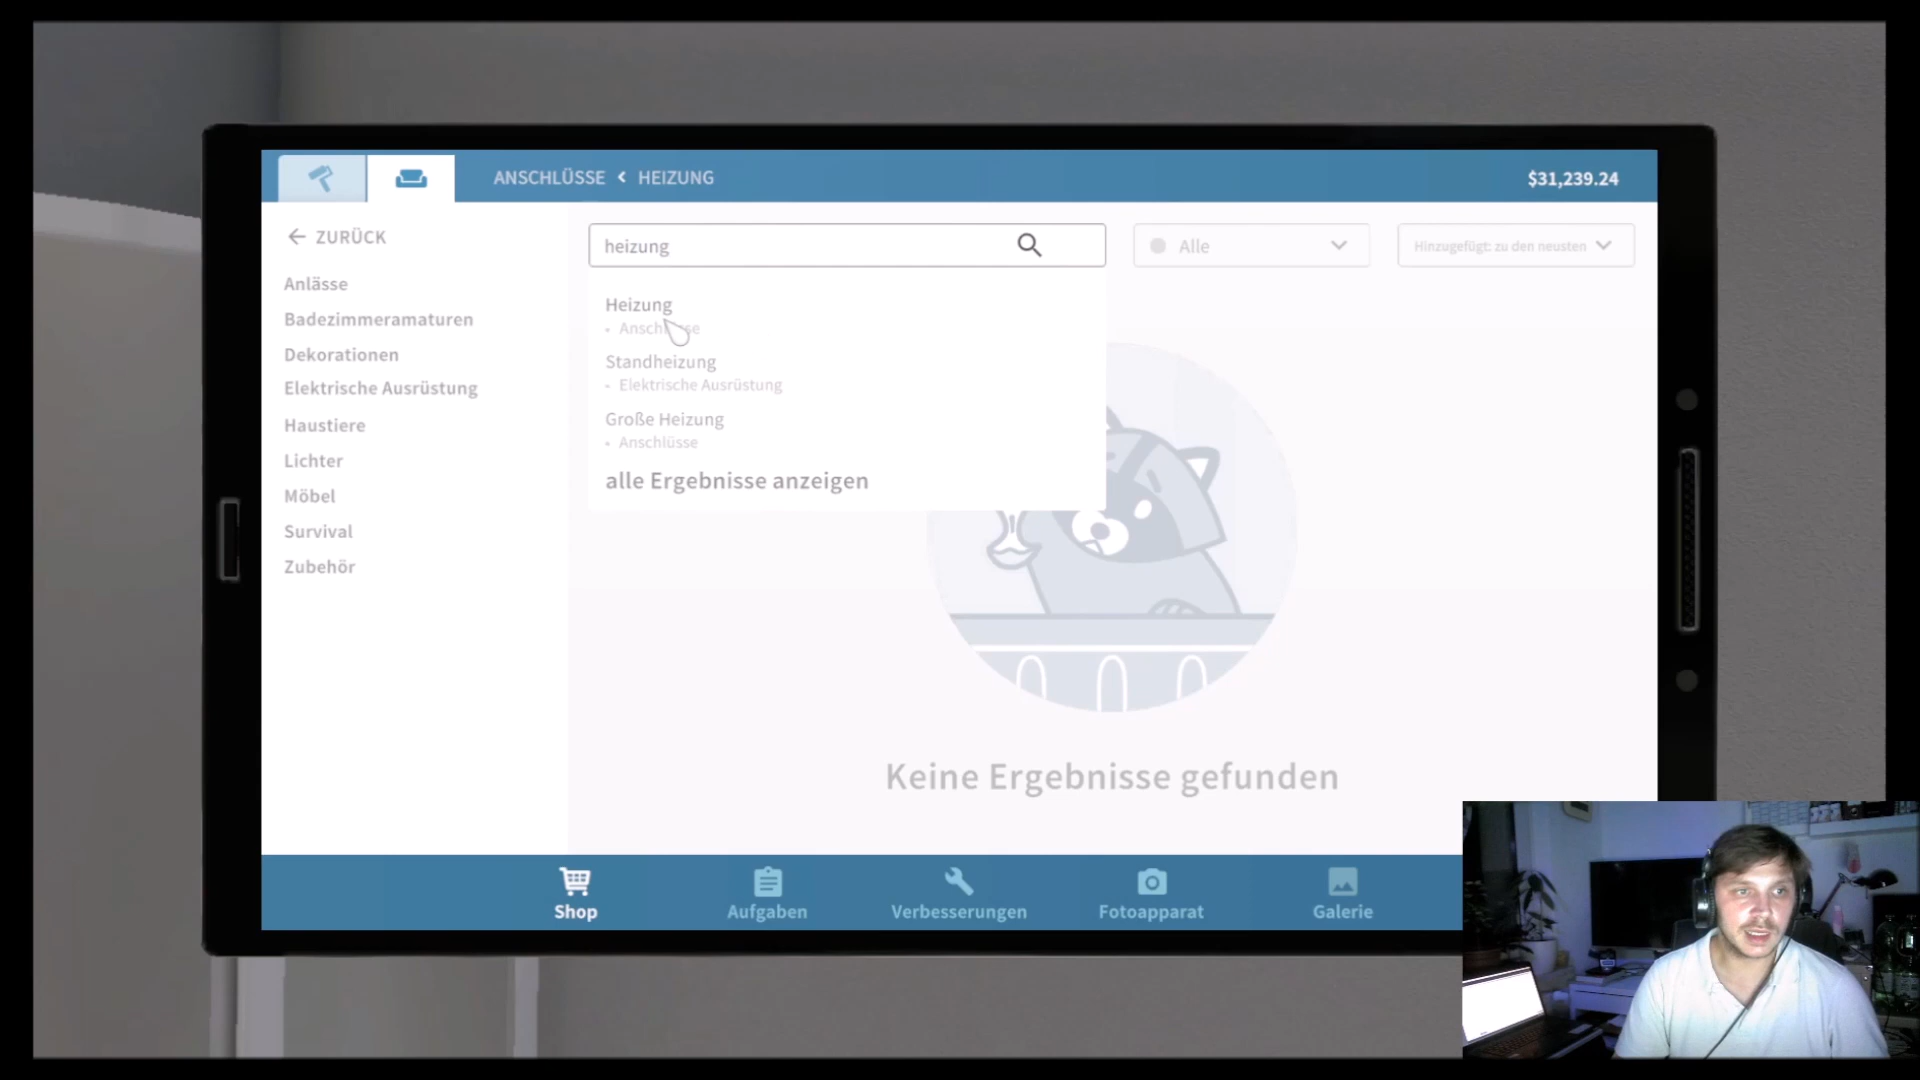 ANSCHLÜSSE < HEIZUNG
$31,239.24
ZURÜCK
Anlässe
Badezimmeramaturen
Dekorationen
Elektrische Ausrüstung
Haustiere
Lichter
Möbel
Survival
Zubehör
heizung
Alle
Hinzugefügt: zu den neusten
Heizung
• Anschlüsse
Standheizung
• Elektrische Ausrüstung
Große Heizung
• Anschlüsse
alle Ergebnisse anzeigen
Keine Ergebnisse gefunden
Shop
Aufgaben
Verbesserungen
Fotoapparat
Galerie